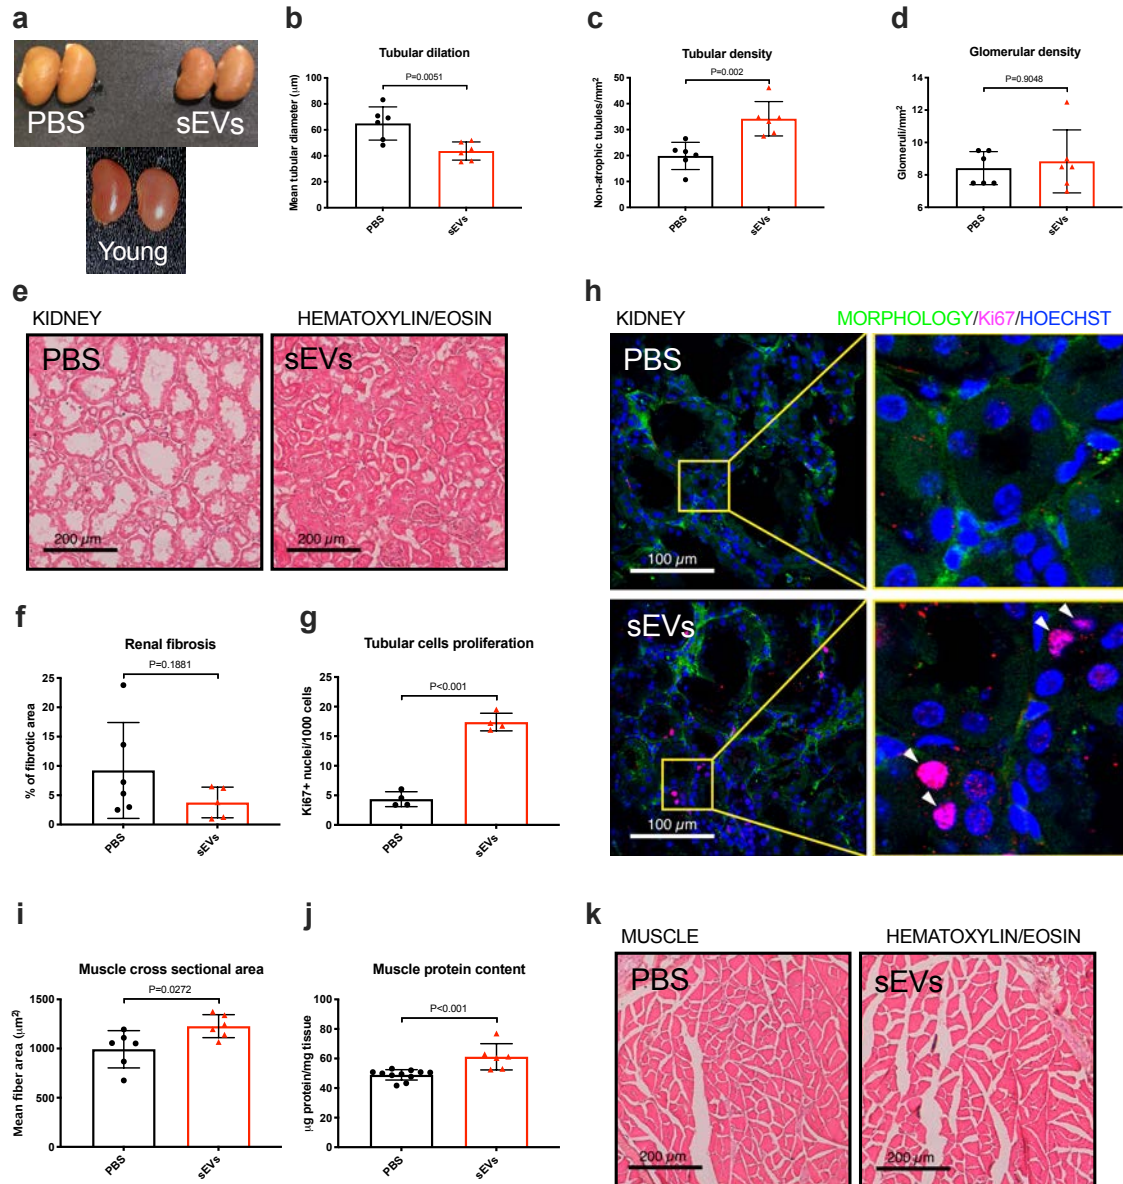 a
PBS
sEVs
Young
b
Tubular dilation
P=0.0051
Mean tubular diameter (μm)
100
80
60
40
20
0
PBS
sEVs
c
Tubular density
P=0.002
Non-atrophic tubules/mm²
50
40
30
20
10
0
PBS
sEVs
d
Glomerular density
P=0.9048
Glomeruli/mm²
14
12
10
8
6
PBS
sEVs
e
KIDNEY
HEMATOXYLIN/EOSIN
PBS
200 μm
sEVs
200 μm
f
Renal fibrosis
P=0.1881
% of fibrotic area
25
20
15
10
5
0
PBS
sEVs
g
Tubular cells proliferation
P<0.001
Ki67+ nuclei/1000 cells
25
20
15
10
5
0
PBS
sEVs
h
KIDNEY
MORPHOLOGY/Ki67/HOECHST
PBS
100 μm
sEVs
100 μm
i
Muscle cross sectional area
P=0.0272
Mean fiber area (μm²)
1500
1000
500
0
PBS
sEVs
j
Muscle protein content
P<0.001
μg protein/mg tissue
100
80
60
40
20
0
PBS
sEVs
k
MUSCLE
HEMATOXYLIN/EOSIN
PBS
200 μm
sEVs
200 μm